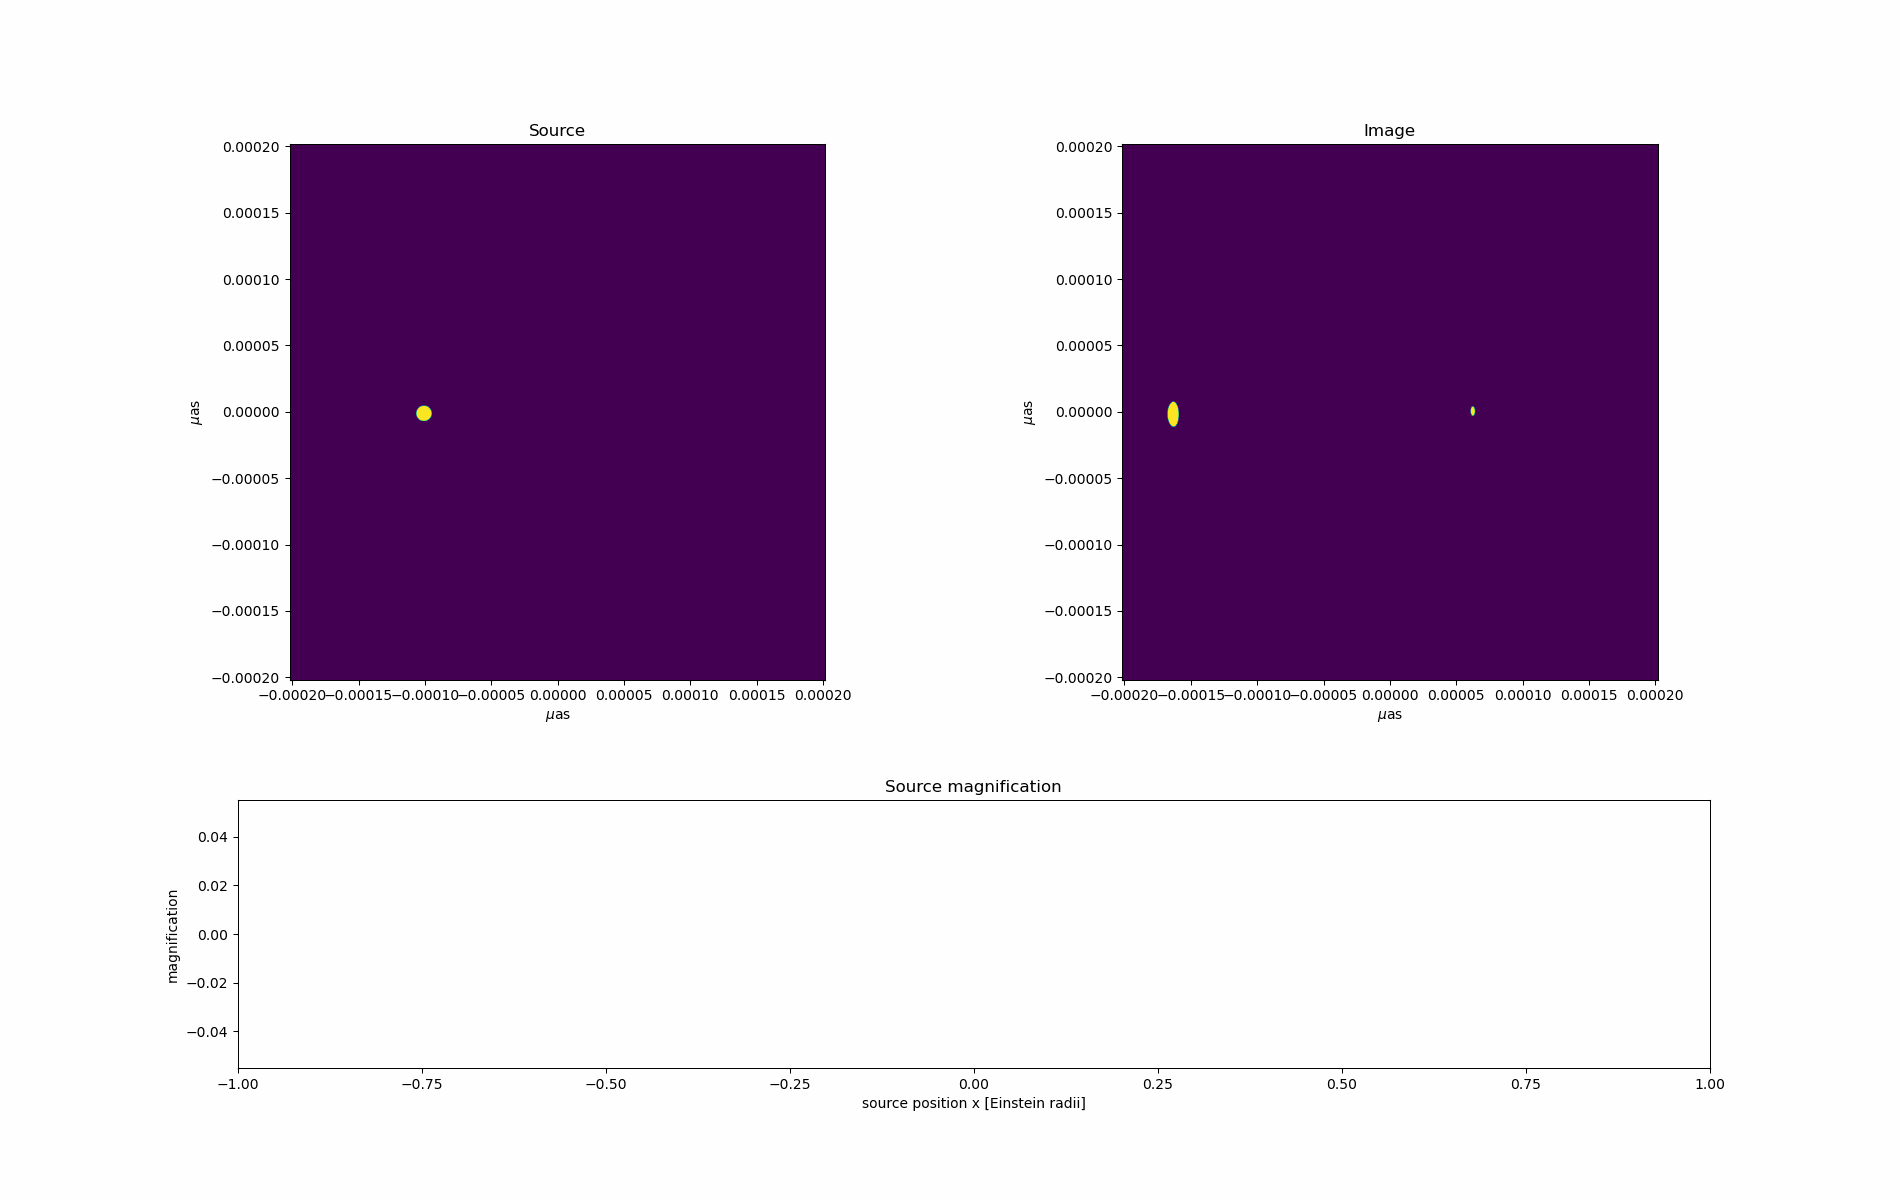 Source
0.00020
0.00015
0.00010
0.00005
0.00000
−0.00005
−0.00010
−0.00015
−0.00020
μas
−0.00020 −0.00015 −0.00010 −0.00005 0.00000 0.00005 0.00010 0.00015 0.00020
μas
Image
0.00020
0.00015
0.00010
0.00005
0.00000
−0.00005
−0.00010
−0.00015
−0.00020
μas
−0.00020 −0.00015 −0.00010 −0.00005 0.00000 0.00005 0.00010 0.00015 0.00020
μas
Source magnification
0.04
0.02
0.00
−0.02
−0.04
magnification
−1.00 −0.75 −0.50 −0.25 0.00 0.25 0.50 0.75 1.00
source position x [Einstein radii]